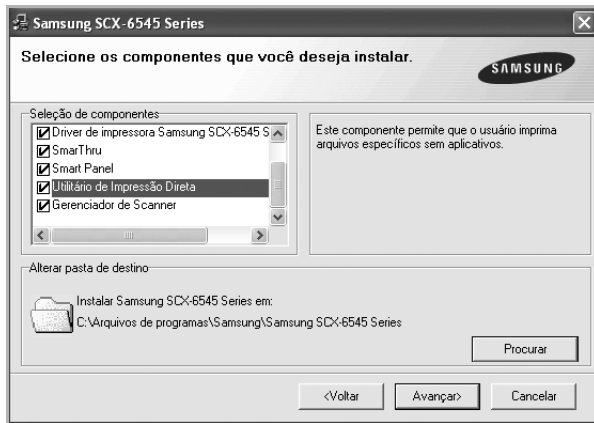 Samsung SCX-6545 Series
Selecione os componentes que você deseja instalar.
SAMSUNG
Seleção de componentes
Driver de impressora Samsung SCX-6545 S
SmarThru
Smart Panel
Utilitário de Impressão Direta
Gerenciador de Scanner
Este componente permite que o usuário imprima
arquivos específicos sem aplicativos.
Alterar pasta de destino
Instalar Samsung SCX-6545 Series em:
C:\Arquivos de programas\Samsung\Samsung SCX-6545 Series
Procurar
<Voltar
Avançar>
Cancelar